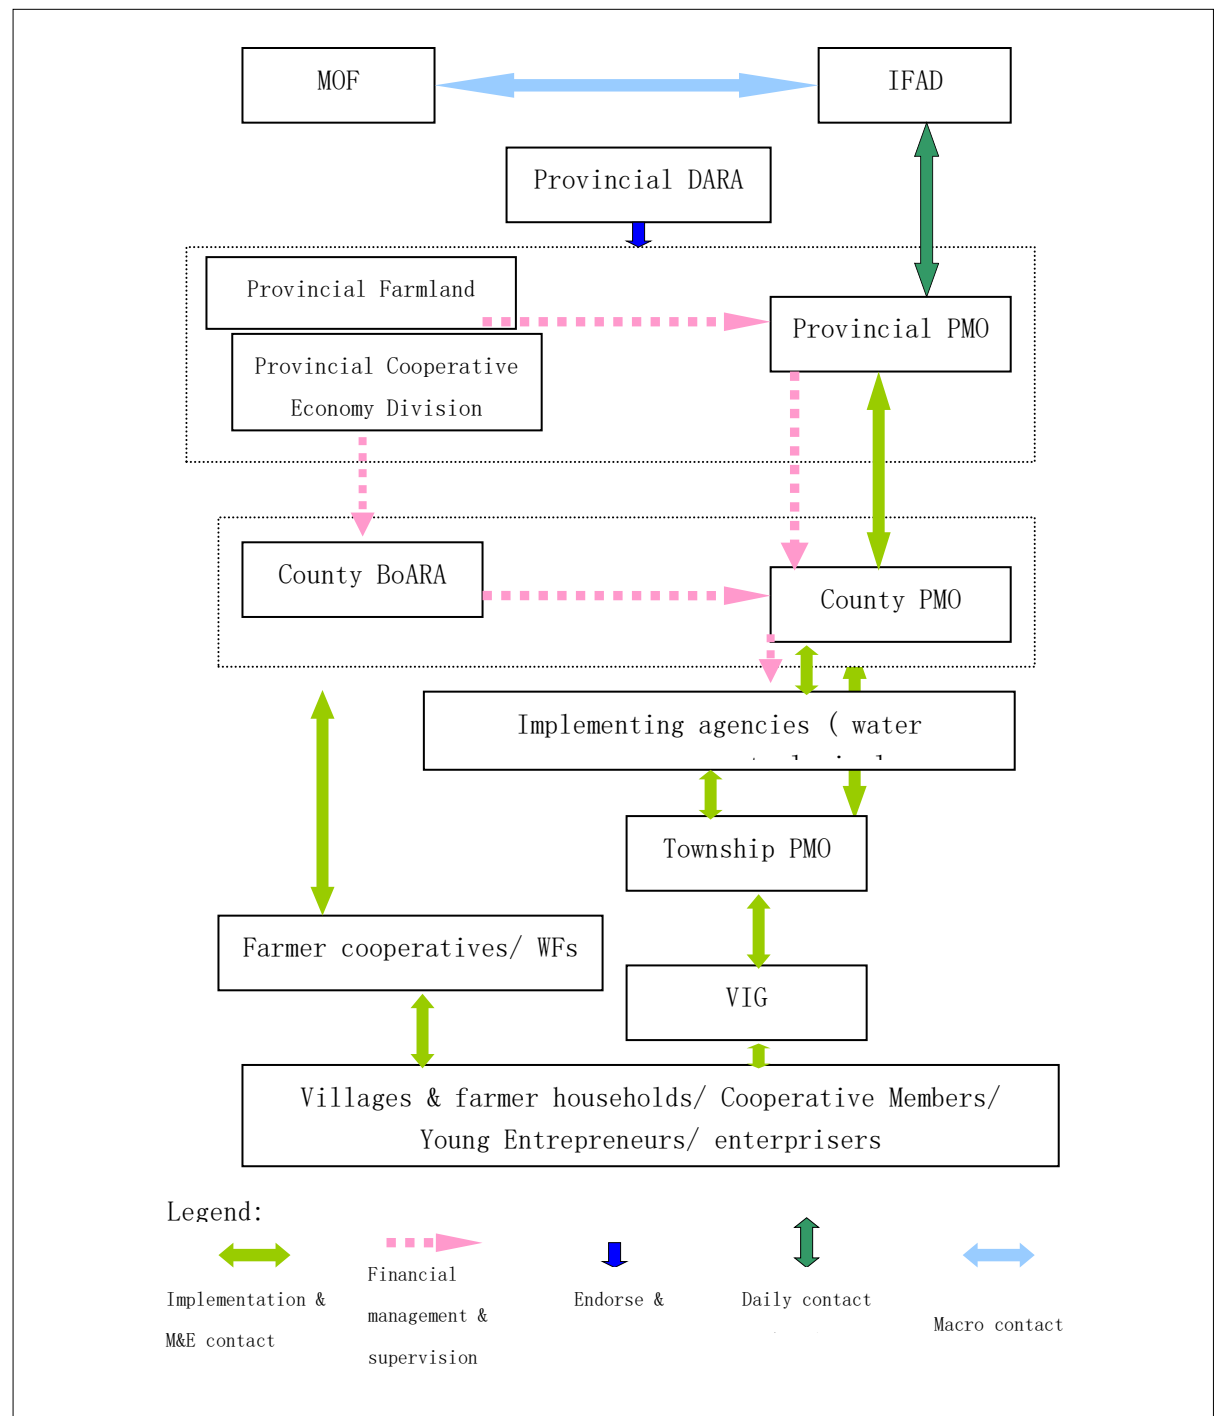 MOF
IFAD
Provincial DARA
Provincial Farmland
Provincial PMO
Provincial Cooperative
Economy Division
County BoARA
County PMO
Implementing agencies ( water
Township PMO
Farmer cooperatives/ WFs
VIG
Villages & farmer households/ Cooperative Members/
Young Entrepreneurs/ enterprisers
Legend:
Implementation &
M&E contact
Financial
management &
supervision
Endorse &
Daily contact
Macro contact